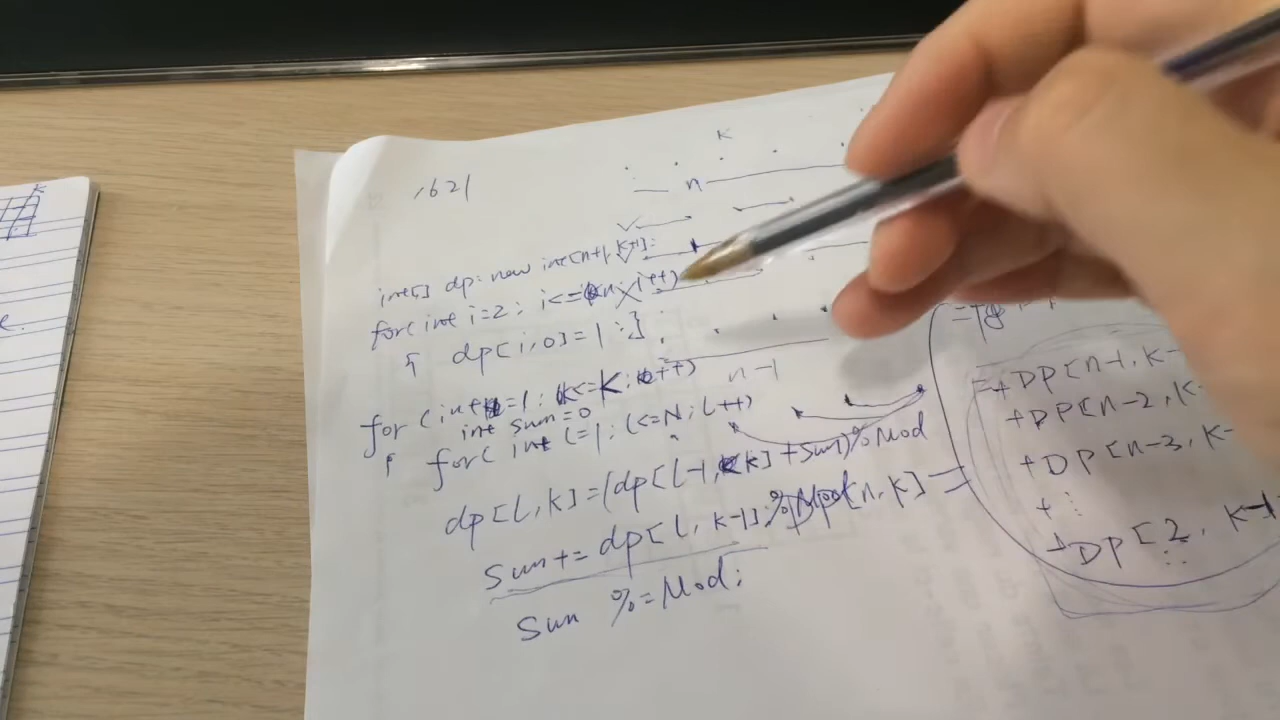 1621
K
n
int[,] dp = new int[n+1, k+1];
for(int i=2; i<=n; i++)
{ dp[i,0]=1; }
n-1
for(int k=1; k<=K; k++)
int sum=0
{ for( int l=1; l<=N; l++)
dp[l,k]=(dp[l-1,k]+sum)%Mod
sum+= dp[l, k-1]
sum %=Mod;
DP[n,k] =
=+DP[n-1,k-
+DP[n-2,k-
+DP[n-3,k-
+ ⋮
+DP[2, k-1